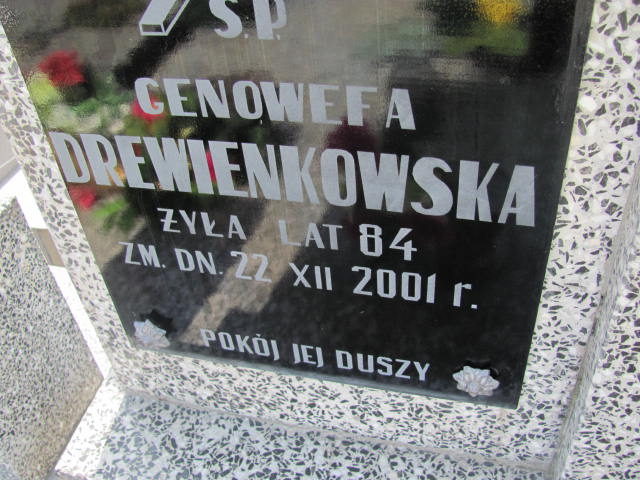 Ś.P.
GENOWEFA
DREWIENKOWSKA
ŻYŁA LAT 84
ZM. DN. 22 XII 2001 r.
POKÓJ JEJ DUSZY